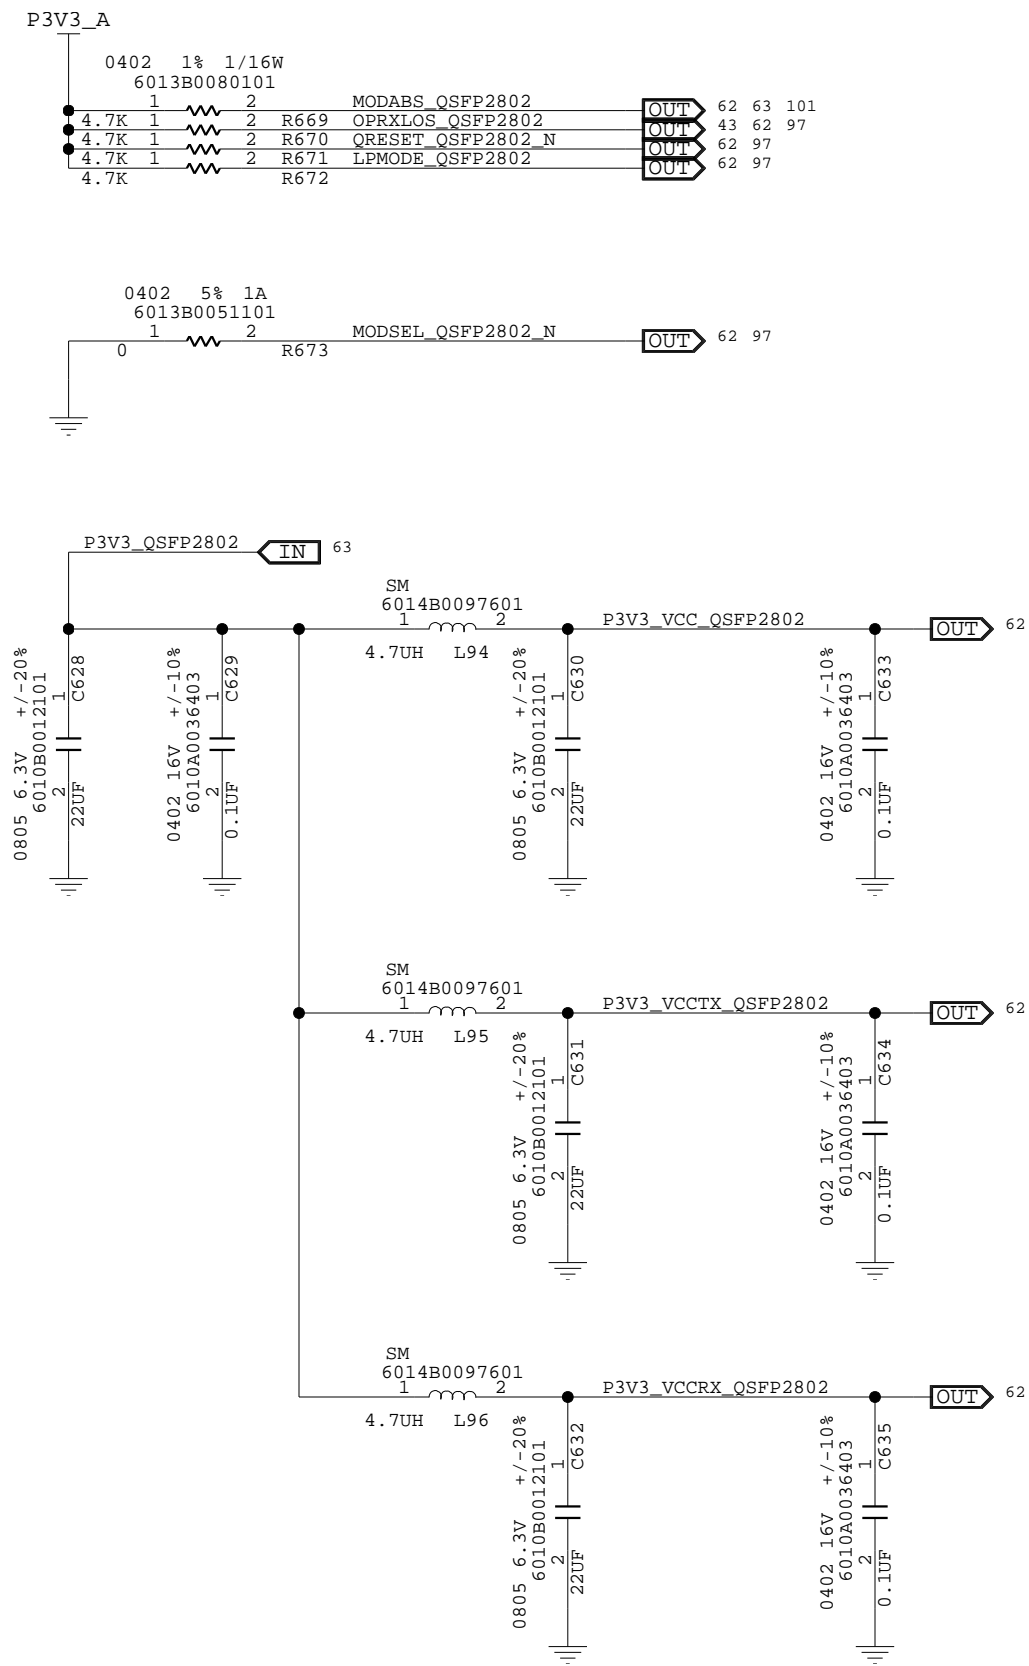 P3V3_A
0402 1% 1/16W
6013B0080101
1 2 MODABS_QSFP2802 OUT 62 63 101
4.7K 1 2 R669 OPRXLOS_QSFP2802 OUT 43 62 97
4.7K 1 2 R670 QRESET_QSFP2802_N OUT 62 97
4.7K 1 2 R671 LPMODE_QSFP2802 OUT 62 97
4.7K R672
0402 5% 1A
6013B0051101
1 2 MODSEL_QSFP2802_N OUT 62 97
0 R673
P3V3_QSFP2802 IN 63
SM
6014B0097601
1 2 P3V3_VCC_QSFP2802 OUT 62
4.7UH L94
0805 6.3V +/-20%
6010B0012101
1 2
C628
22UF
0402 16V +/-10%
6010A0036403
1 2
C629
0.1UF
0805 6.3V +/-20%
6010B0012101
1 2
C630
22UF
0402 16V +/-10%
6010A0036403
1 2
C633
0.1UF
SM
6014B0097601
1 2 P3V3_VCCTX_QSFP2802 OUT 62
4.7UH L95
0805 6.3V +/-20%
6010B0012101
1 2
C631
22UF
0402 16V +/-10%
6010A0036403
1 2
C634
0.1UF
SM
6014B0097601
1 2 P3V3_VCCRX_QSFP2802 OUT 62
4.7UH L96
0805 6.3V +/-20%
6010B0012101
1 2
C632
22UF
0402 16V +/-10%
6010A0036403
1 2
C635
0.1UF